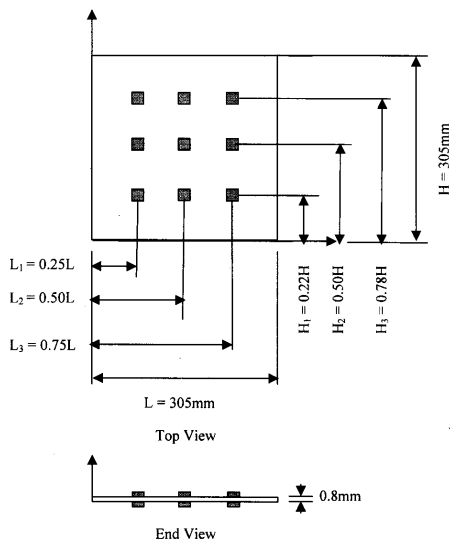 H = 305mm
L₁ = 0.25L
L₂ = 0.50L
L₃ = 0.75L
H₁ = 0.22H
H₂ = 0.50H
H₃ = 0.78H
L = 305mm
Top View
0.8mm
End View